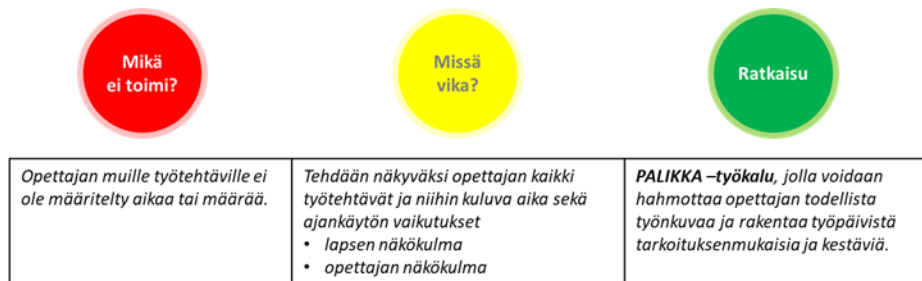 Mikä
ei toimi?
Missä
vika?
Ratkaisu
Opettajan muille työtehtäville ei
ole määritelty aikaa tai määrää.
Tehdään näkyväksi opettajan kaikki
työtehtävät ja niihin kuluva aika sekä
ajankäytön vaikutukset
• lapsen näkökulma
• opettajan näkökulma
PALIKKA –työkalu, jolla voidaan
hahmottaa opettajan todellista
työnkuvaa ja rakentaa työpäivistä
tarkoituksenmukaisia ja kestäviä.